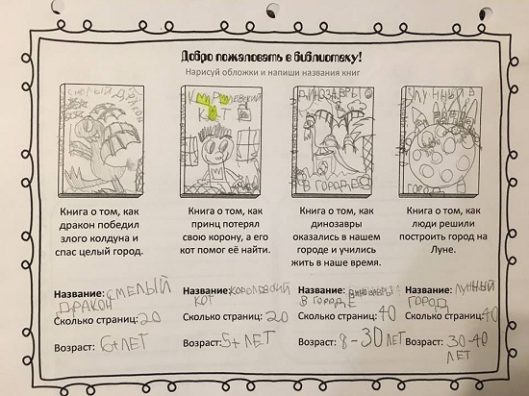 Добро пожаловать в библиотеку!
Нарисуй обложки и напиши названия книг
СМЕЛЫЙ
КОТ
ДИНОЗАВРЫ
В ГОРОДЕ
ЛУННЫЙ
Книга о том, как
дракон победил
злого колдуна и
спас целый город.
Книга о том, как
принц потерял
свою корону, а его
кот помог её найти.
Книга о том, как
динозавры
оказались в нашем
городе и учились
жить в наше время.
Книга о том, как
люди решили
построить город на
Луне.
Название: СМЕЛЫЙ
ДРАКОН
Сколько страниц: 20
Возраст: 6+ ЛЕТ
Название: КОРОЛЕВСКИЙ
КОТ
Сколько страниц: 20
Возраст: 5+ ЛЕТ
Название: ДИНОЗАВРЫ
В ГОРОДЕ
Сколько страниц: 40
Возраст: 8-30 ЛЕТ
Название: ЛУННЫЙ
ГОРОД
Сколько страниц: 40
Возраст: 30-40
ЛЕТ